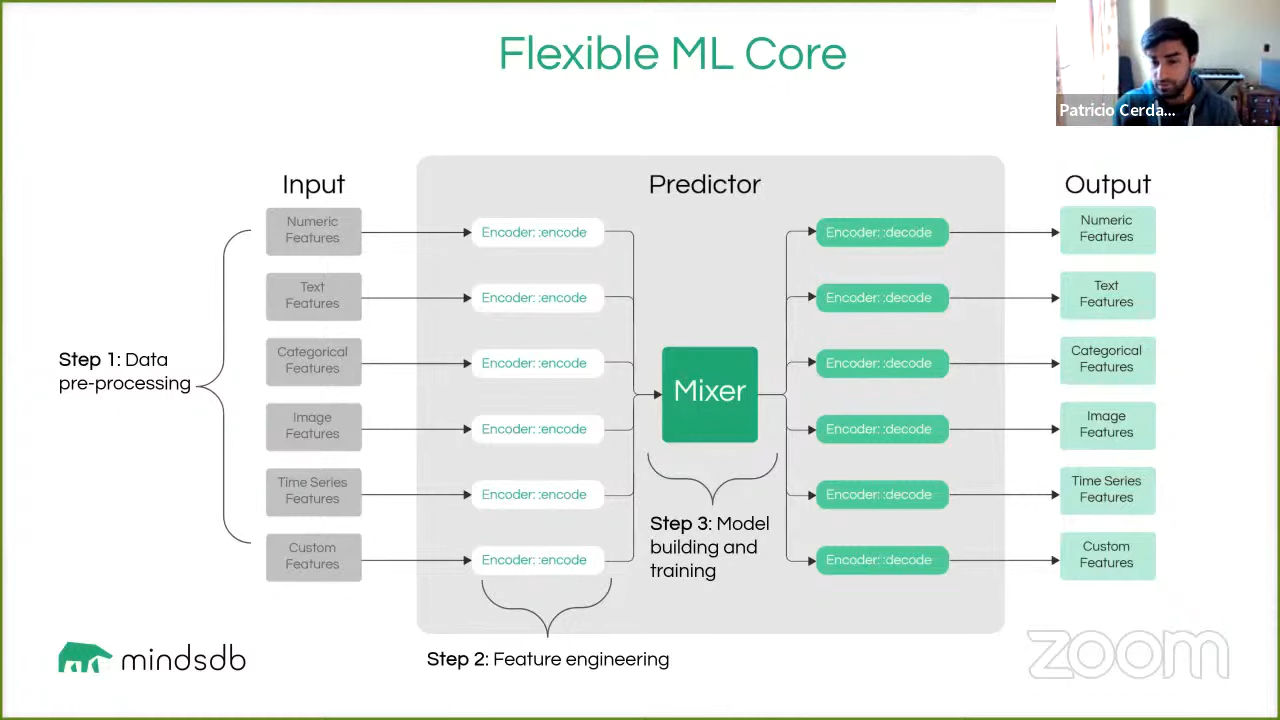 Flexible ML Core
Patricio Cerda...
Input
Predictor
Output
Numeric
Features
Encoder: :encode
Encoder: :decode
Numeric
Features
Text
Features
Encoder: :encode
Encoder: :decode
Text
Features
Step 1: Data
pre-processing
Categorical
Features
Encoder: :encode
Mixer
Encoder: :decode
Categorical
Features
Image
Features
Encoder: :encode
Encoder: :decode
Image
Features
Time Series
Features
Encoder: :encode
Encoder: :decode
Time Series
Features
Step 3: Model
building and
training
Custom
Features
Encoder: :encode
Encoder: :decode
Custom
Features
Step 2: Feature engineering
mindsdb
zoom